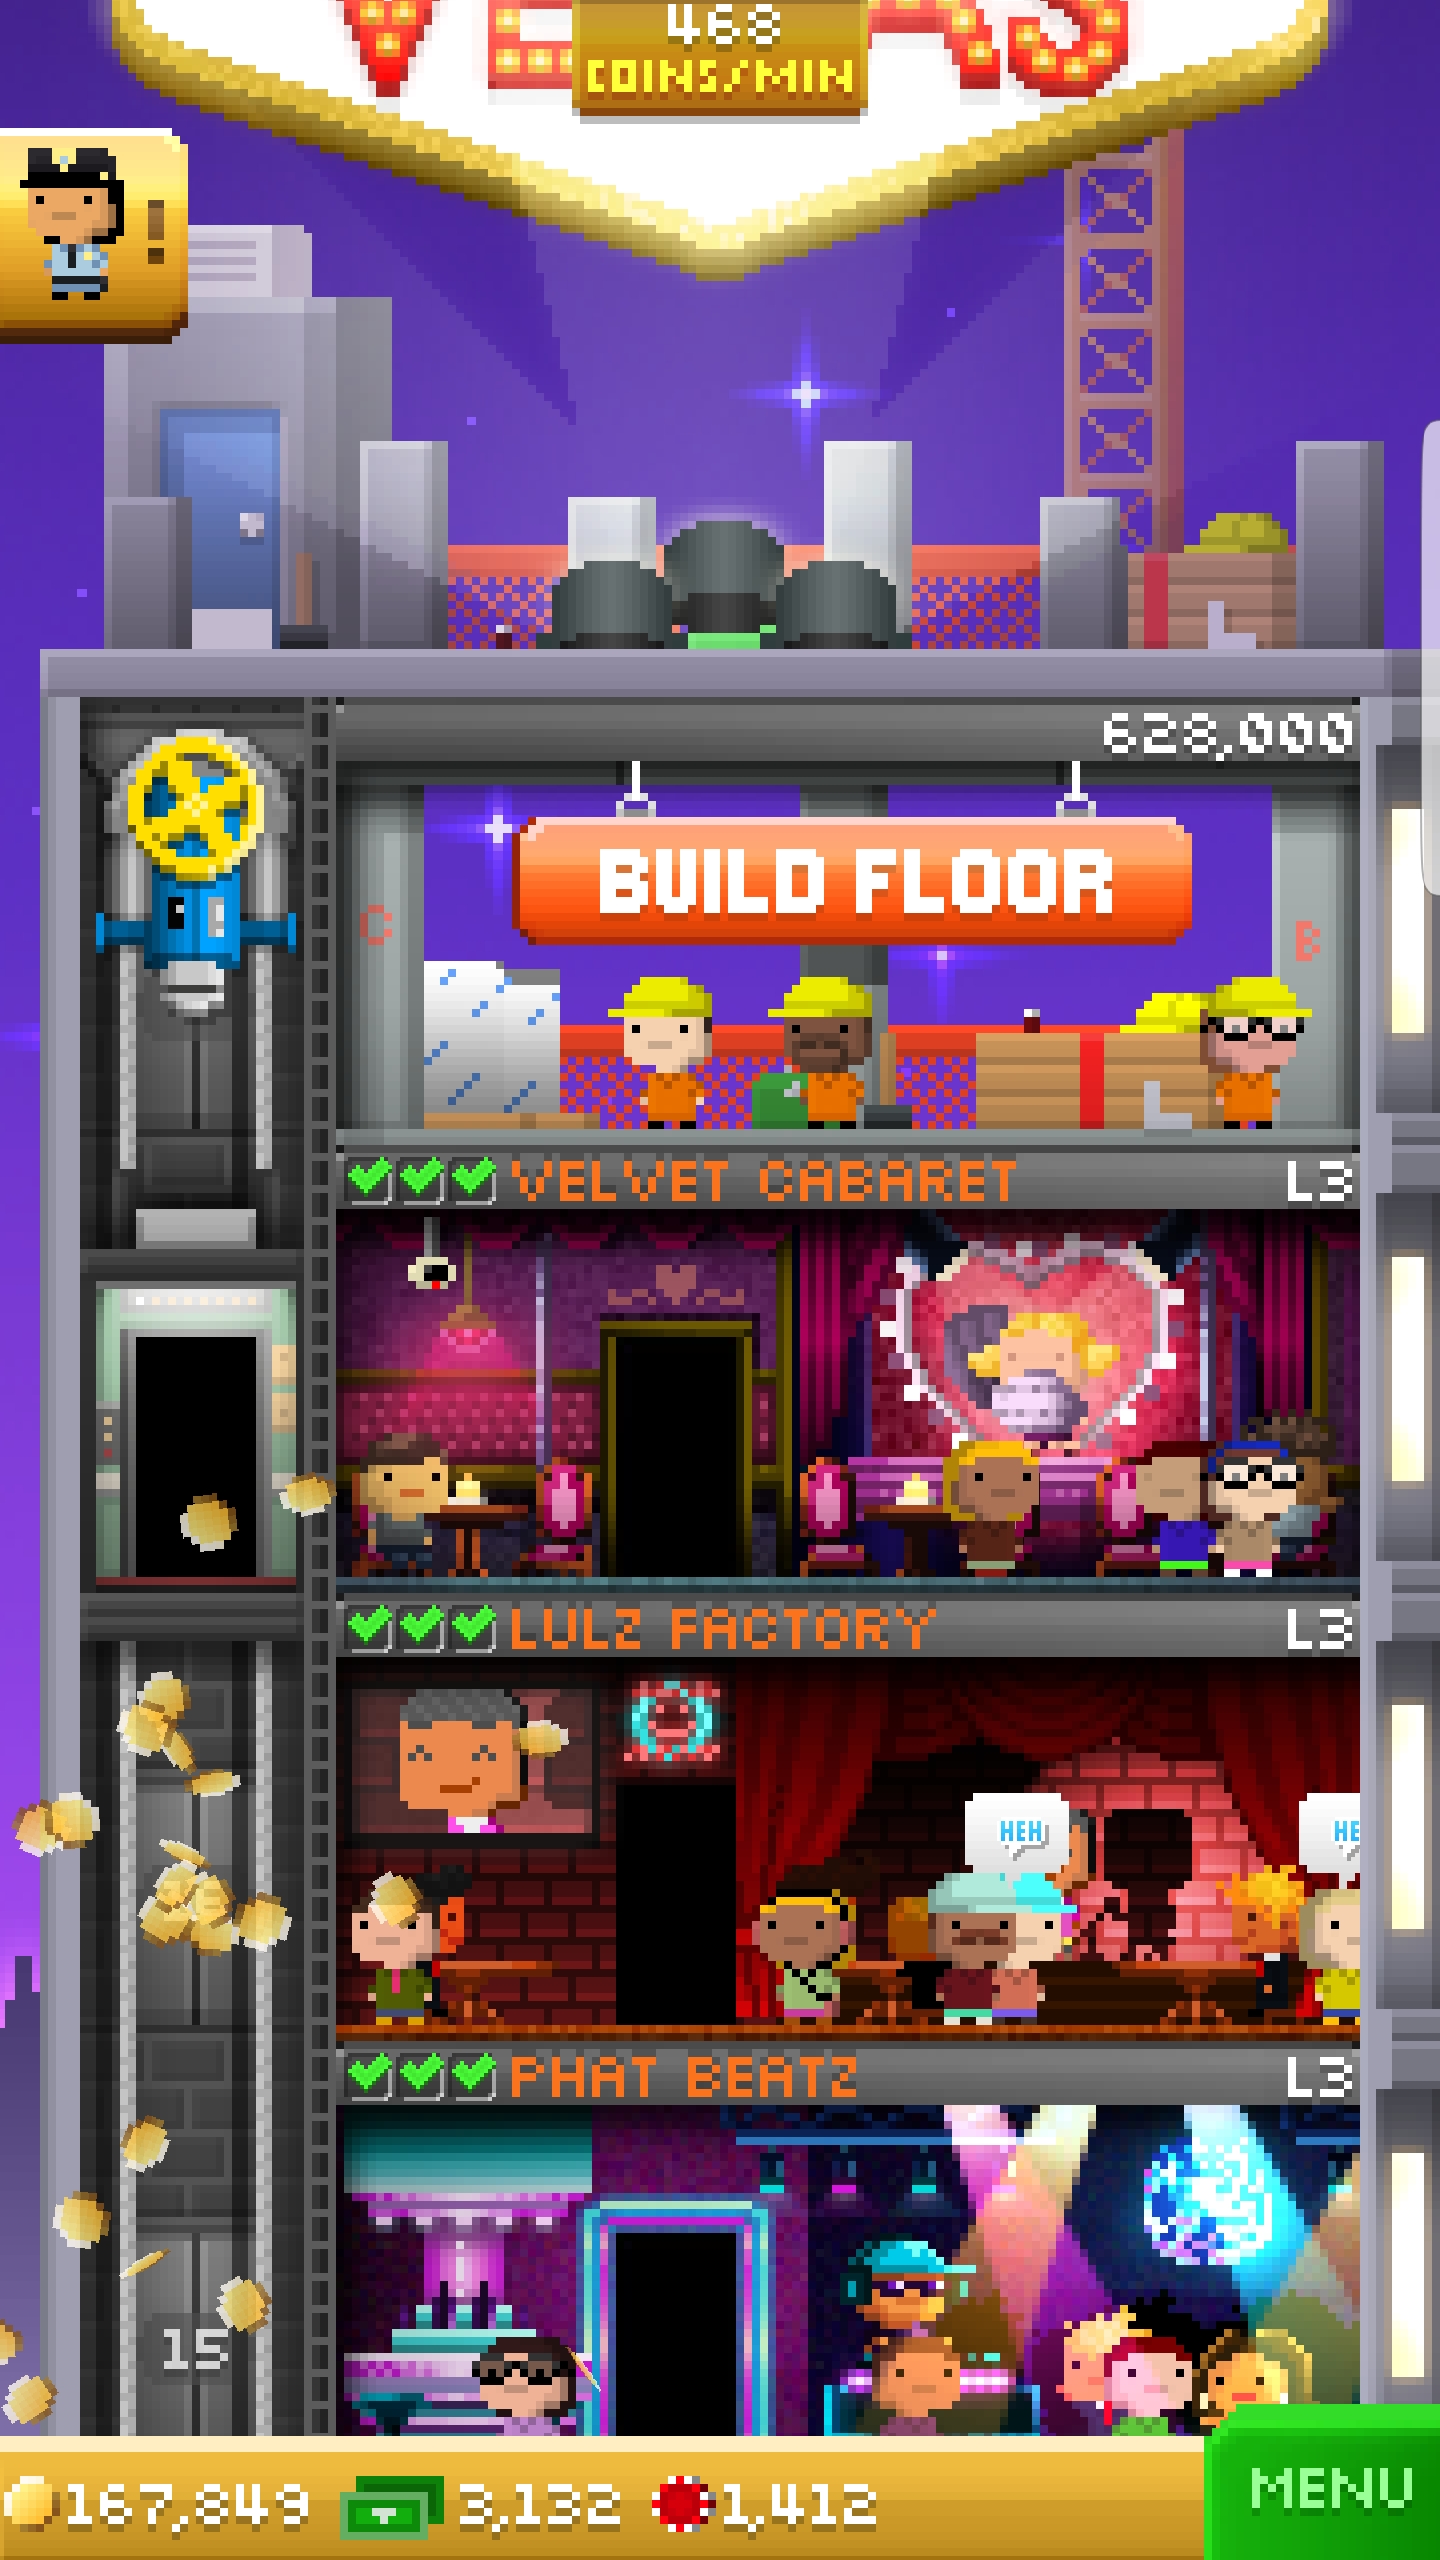 VEGAS
468
COINS/MIN
!
628,000
BUILD FLOOR
C
B
VELVET CABARET L3
LULZ FACTORY L3
HEH
HE
PHAT BEATZ L3
15
167,849 3,132 1,412
MENU